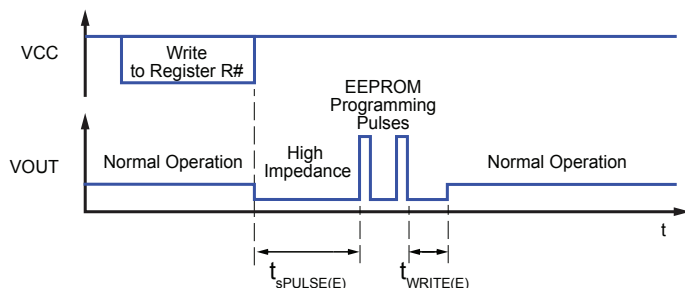 VCC
Write
to Register R#
EEPROM
Programming
Pulses
VOUT
Normal Operation
High
Impedance
Normal Operation
t
tsPULSE(E)
tWRITE(E)